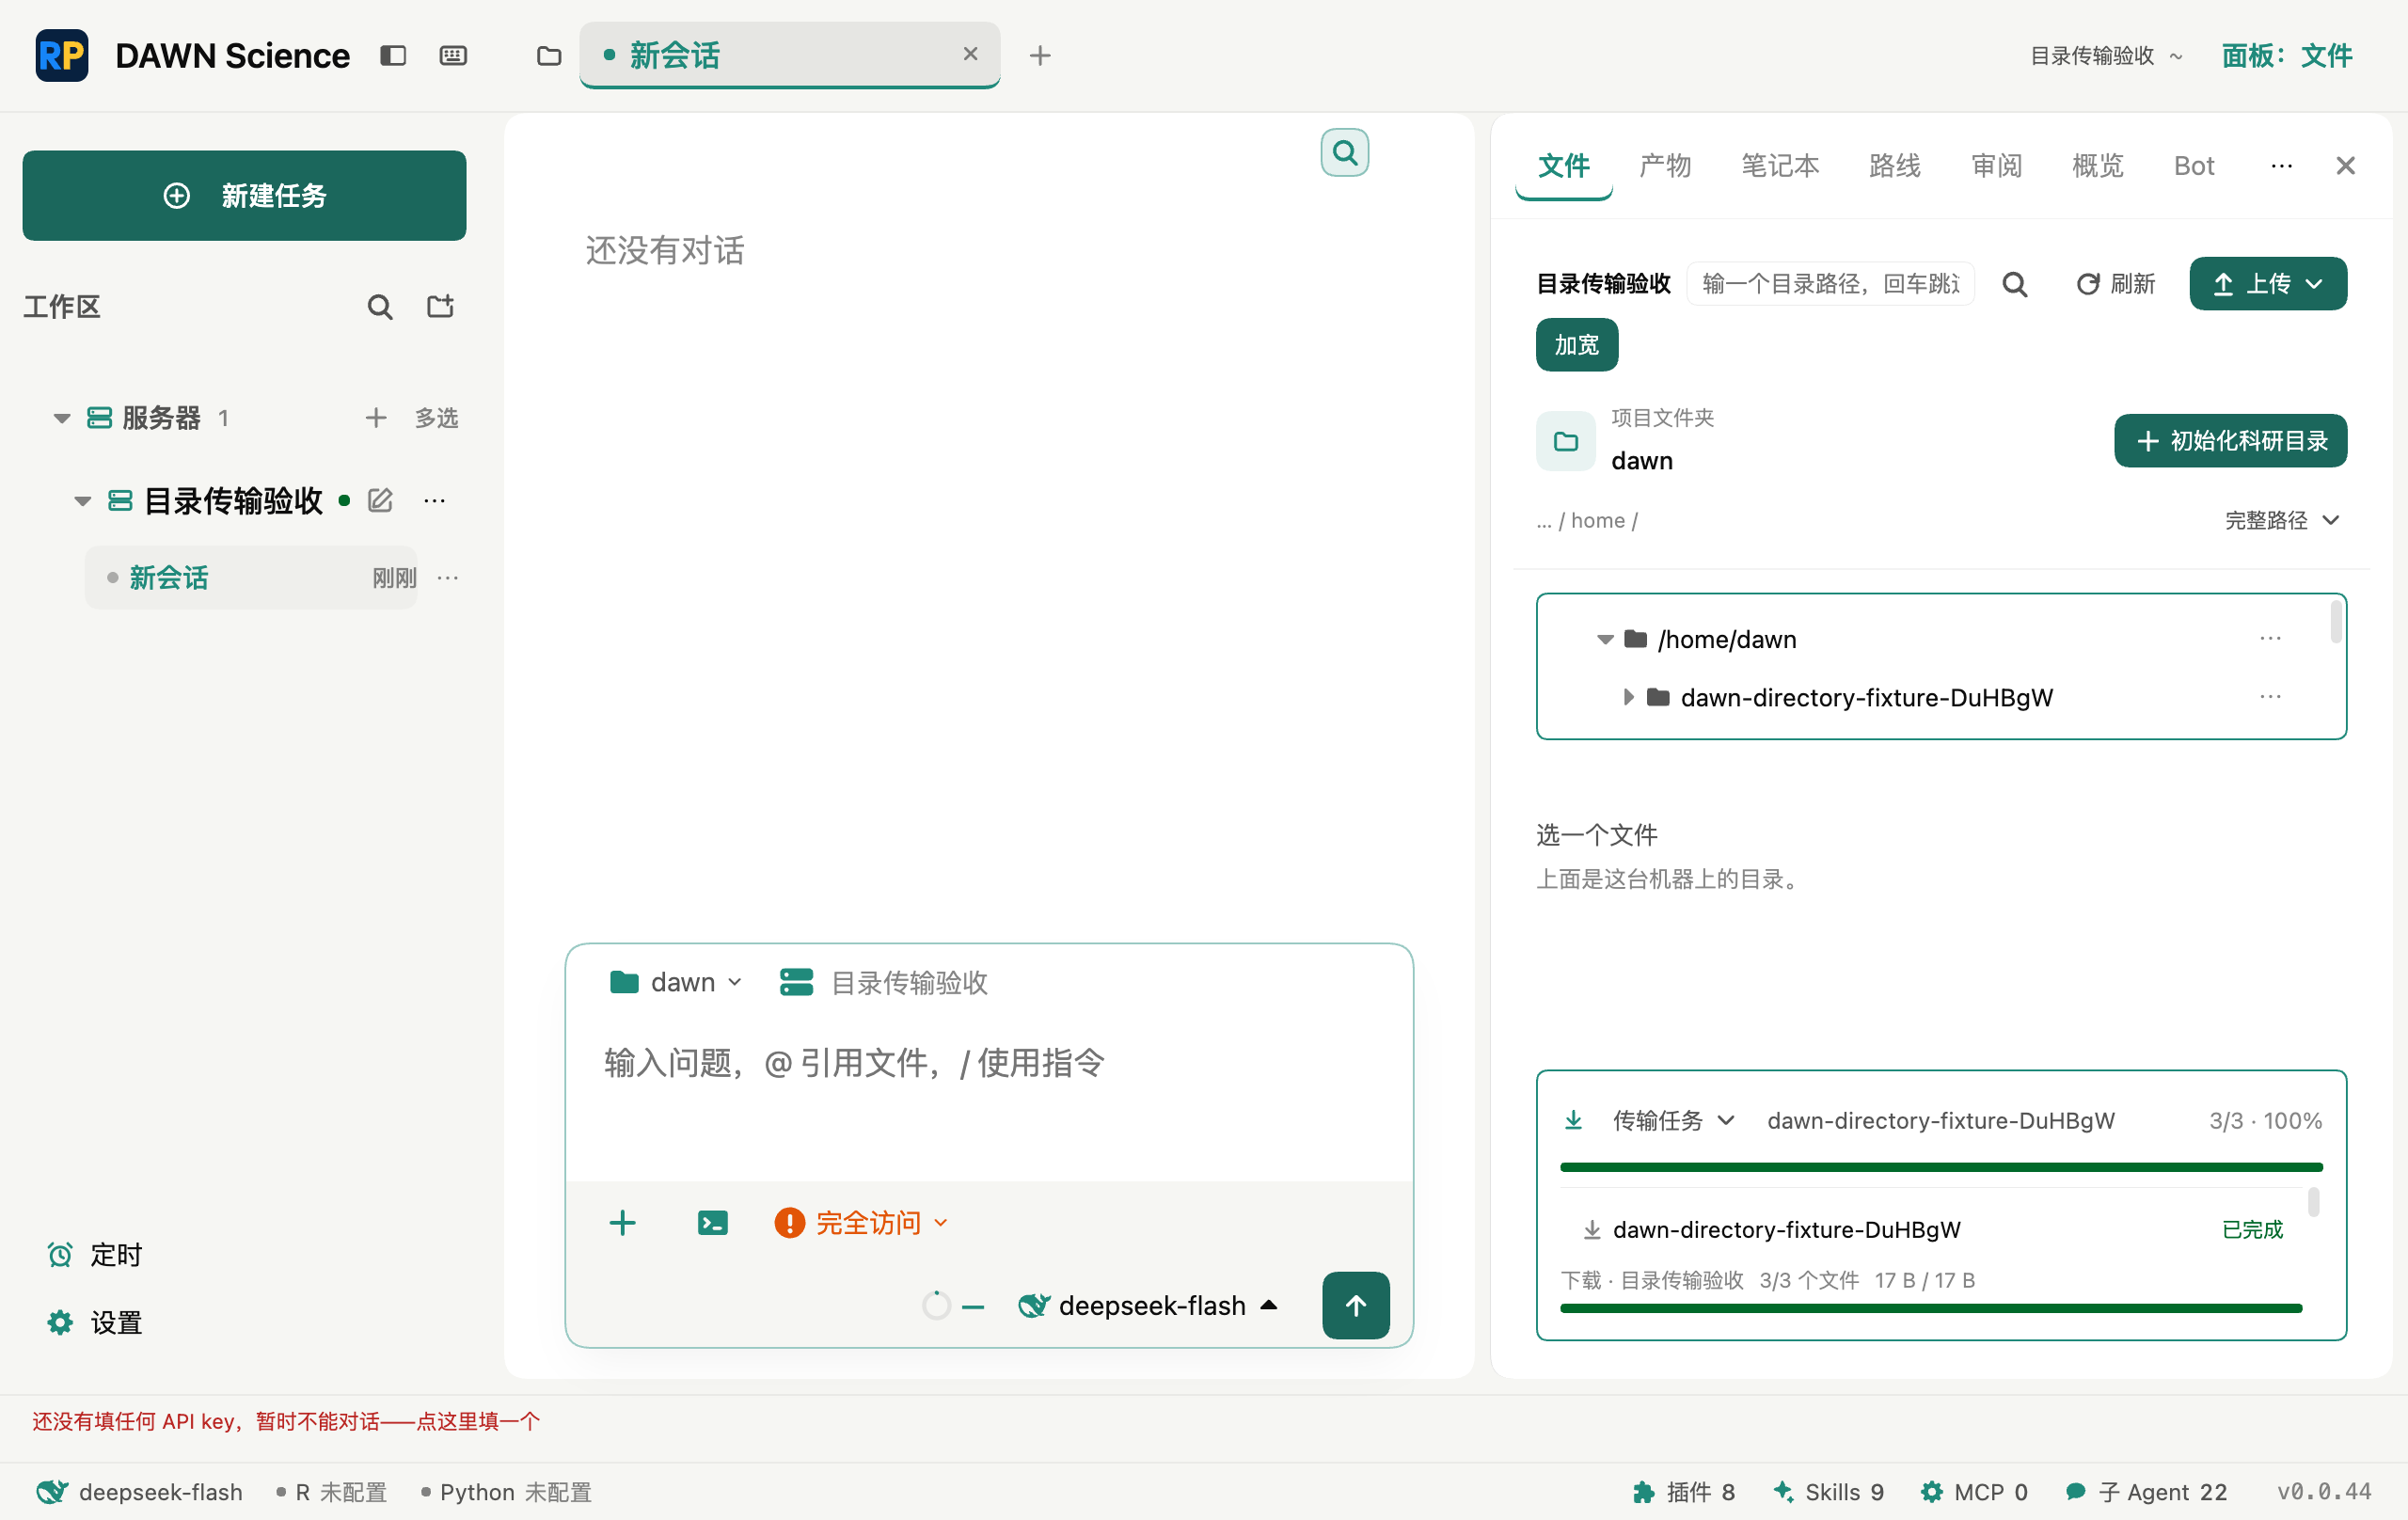 RP DAWN Science
新会话
目录传输验收 ~
面板：文件
新建任务
工作区
服务器 1
多选
目录传输验收
新会话 刚刚
定时
设置
还没有对话
dawn 目录传输验收
输入问题，@ 引用文件，/ 使用指令
完全访问
deepseek-flash
文件 产物 笔记本 路线 审阅 概览 Bot ...
目录传输验收 输一个目录路径，回车跳过 刷新 上传
加宽
项目文件夹
dawn
初始化科研目录
... / home /
完整路径
/home/dawn
dawn-directory-fixture-DuHBgW
选一个文件
上面是这台机器上的目录。
传输任务 dawn-directory-fixture-DuHBgW 3/3 · 100%
dawn-directory-fixture-DuHBgW 已完成
下载 · 目录传输验收 3/3 个文件 17 B / 17 B
还没有填任何 API key，暂时不能对话——点这里填一个
deepseek-flash R 未配置 Python 未配置
插件 8 Skills 9 MCP 0 子 Agent 22 v0.0.44